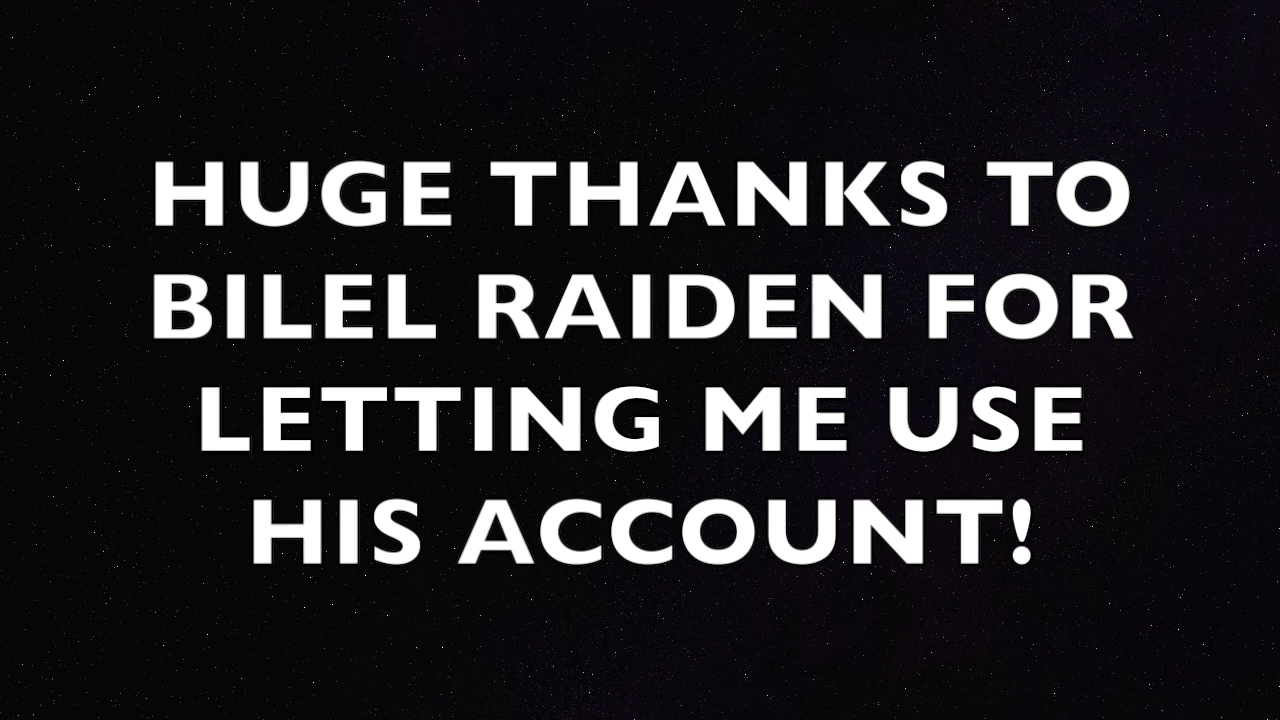 HUGE THANKS TO
BILEL RAIDEN FOR
LETTING ME USE
HIS ACCOUNT!